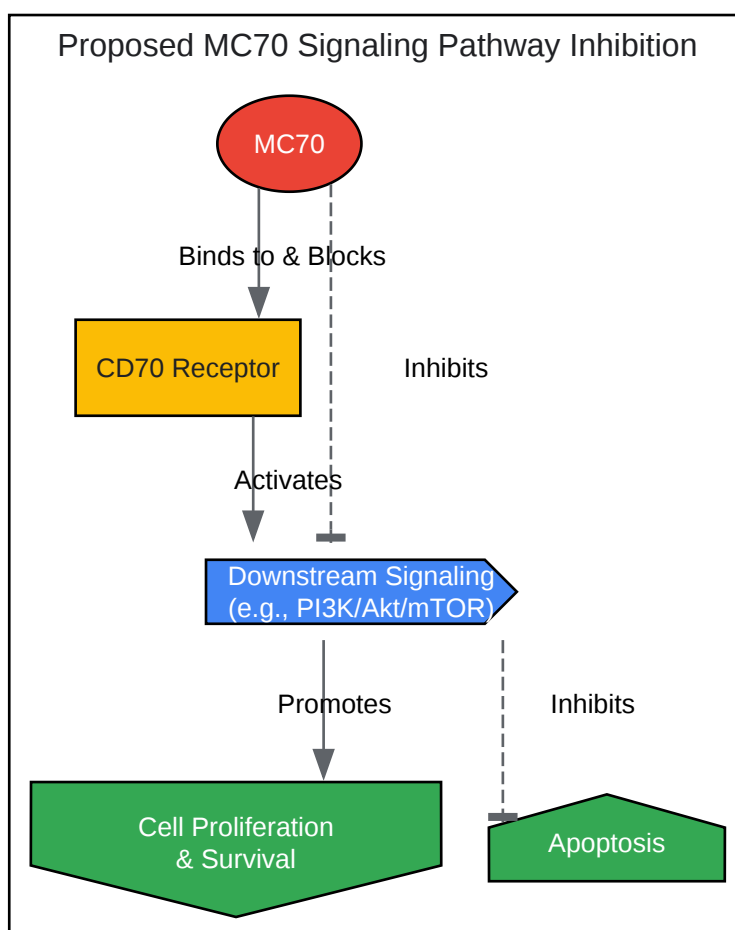 Proposed MC70 Signaling Pathway Inhibition
MC70
Binds to & Blocks
CD70 Receptor
Inhibits
Activates
Downstream Signaling
(e.g., PI3K/Akt/mTOR)
Promotes
Inhibits
Cell Proliferation
& Survival
Apoptosis